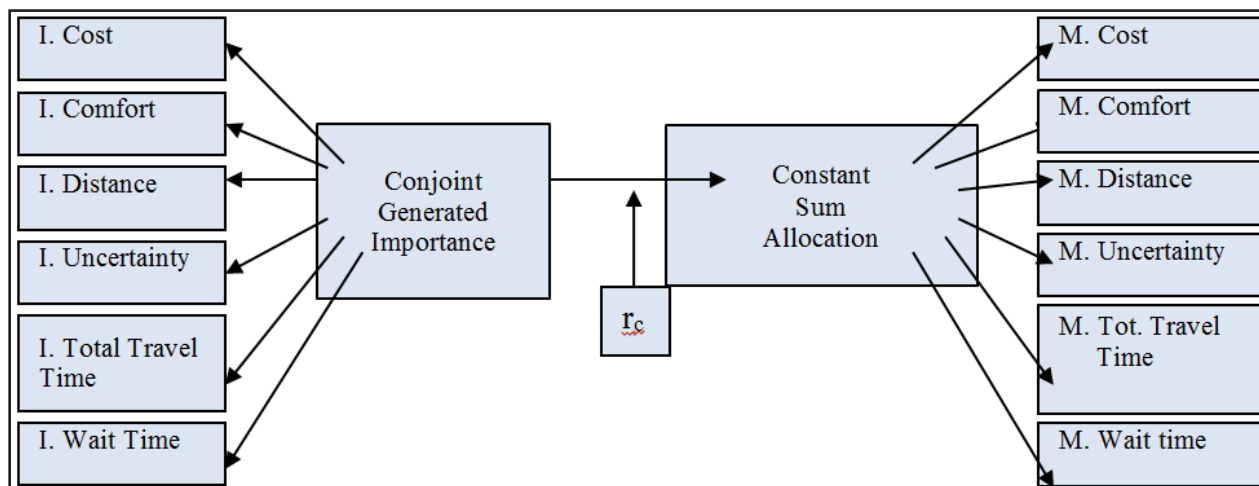 I. Cost
I. Comfort
I. Distance
I. Uncertainty
I. Total Travel
Time
I. Wait Time
Conjoint
Generated
Importance
rc
Constant
Sum
Allocation
M. Cost
M. Comfort
M. Distance
M. Uncertainty
M. Tot. Travel
Time
M. Wait time